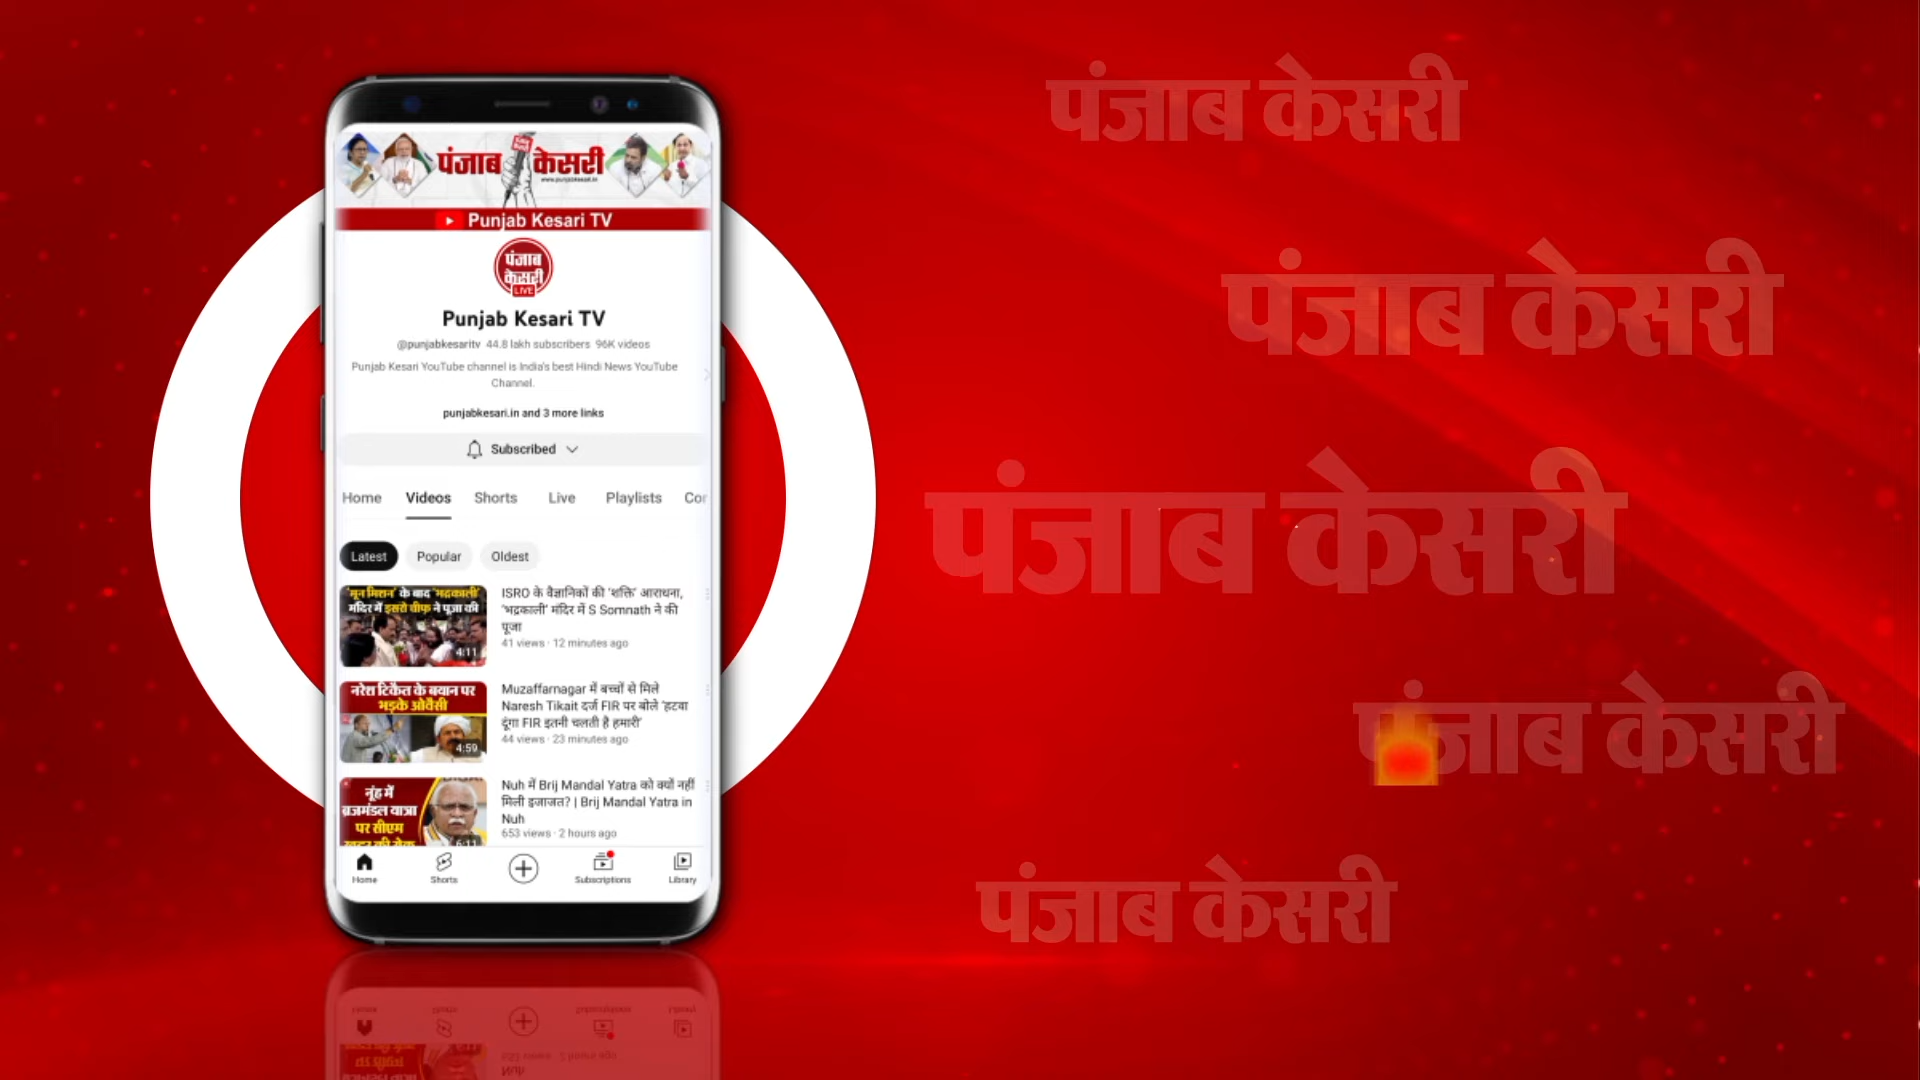 पंजाब केसरी
www.punjabkesari.in
Punjab Kesari TV
पंजाब
केसरी
LIVE
Punjab Kesari TV
@punjabkesaritv 44.8 lakh subscribers 96K videos
Punjab Kesari YouTube channel is India's best Hindi News YouTube
Channel.
punjabkesari.in and 3 more links
Subscribed
Home Videos Shorts Live Playlists Cor
Latest Popular Oldest
'मून मिशन' के बाद 'भद्रकाली'
मंदिर में इसरो चीफ ने पूजा की
4:11
ISRO के वैज्ञानिकों की 'शक्ति' आराधना,
'भद्रकाली' मंदिर में S Somnath ने की
पूजा
41 views · 12 minutes ago
नरेश टिकैत के बयान पर
भड़के ओवैसी
4:59
Muzaffarnagar में बच्चों से मिले
Naresh Tikait दर्ज FIR पर बोले 'हटवा
दूंगा FIR इतनी चलती है हमारी'
44 views · 23 minutes ago
नूंह में
ब्रजमंडल यात्रा
पर सीएम
6:11
Nuh में Brij Mandal Yatra को क्यों नहीं
मिली इजाजत? | Brij Mandal Yatra in
Nuh
653 views · 2 hours ago
Home Shorts Subscriptions Library
पंजाब केसरी
पंजाब केसरी
पंजाब केसरी
पंजाब केसरी
पंजाब केसरी